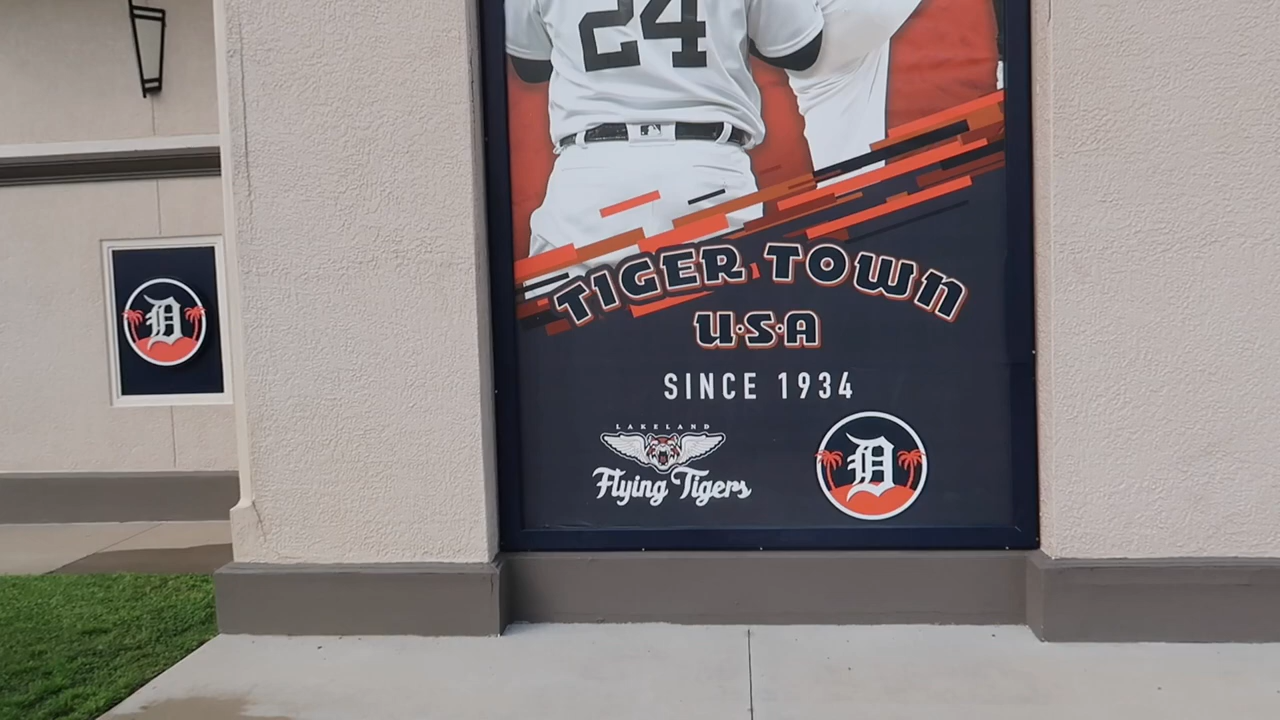 24
TIGER TOWN
U·S·A
SINCE 1934
LAKELAND
Flying Tigers
D
D